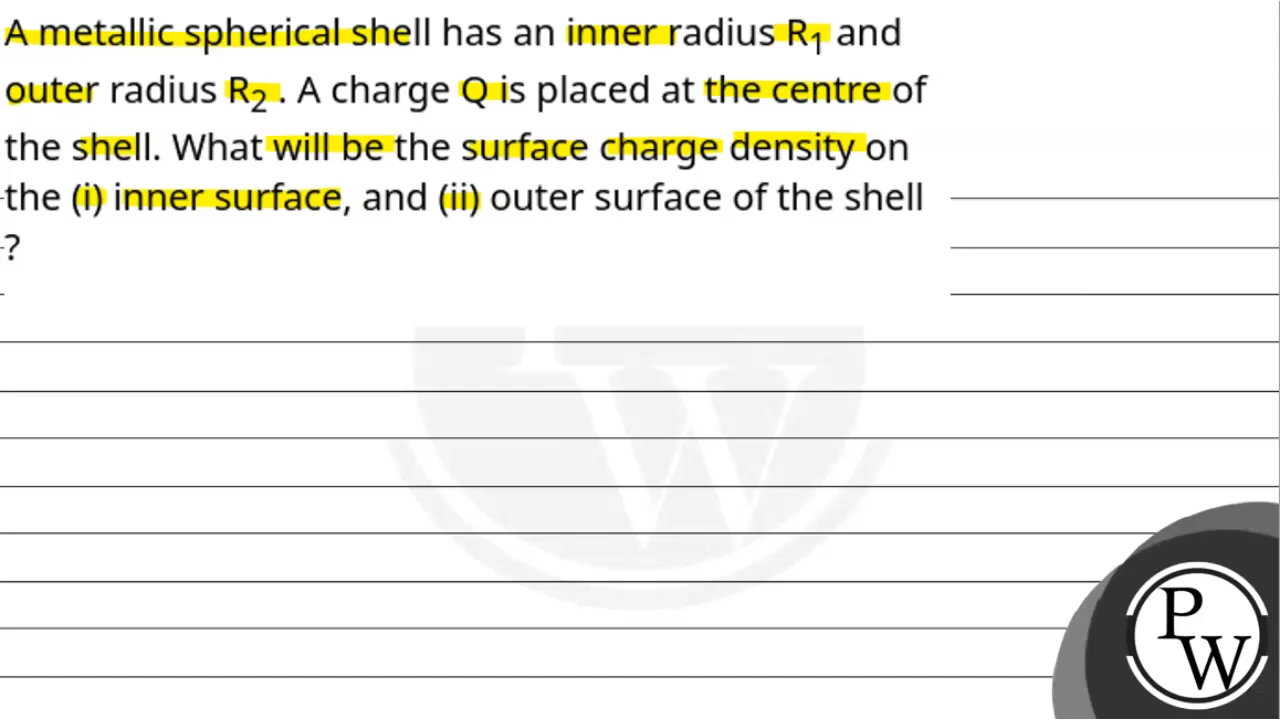 A metallic spherical shell has an inner radius R₁ and
outer radius R₂ . A charge Q is placed at the centre of
the shell. What will be the surface charge density on
the (i) inner surface, and (ii) outer surface of the shell
?
W
P
W